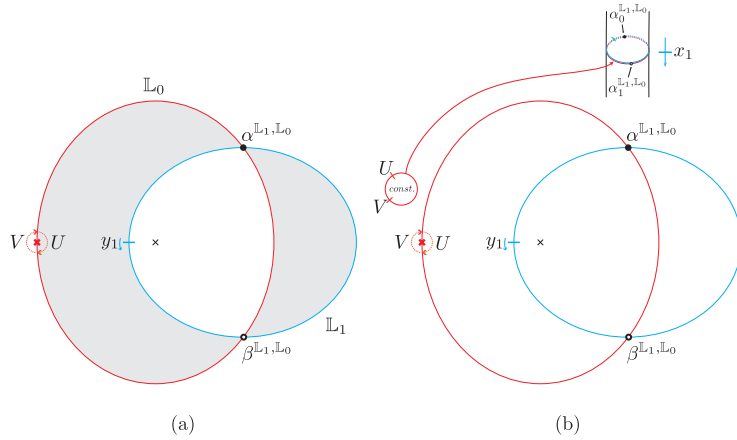 𝕃₀
α^{𝕃₁,𝕃₀}
V U y₁
𝕃₁
β^{𝕃₁,𝕃₀}
(a)
α₀^{𝕃₁,𝕃₀}
x₁
α₁^{𝕃₁,𝕃₀}
U
const.
V
α^{𝕃₁,𝕃₀}
V U y₁
β^{𝕃₁,𝕃₀}
(b)